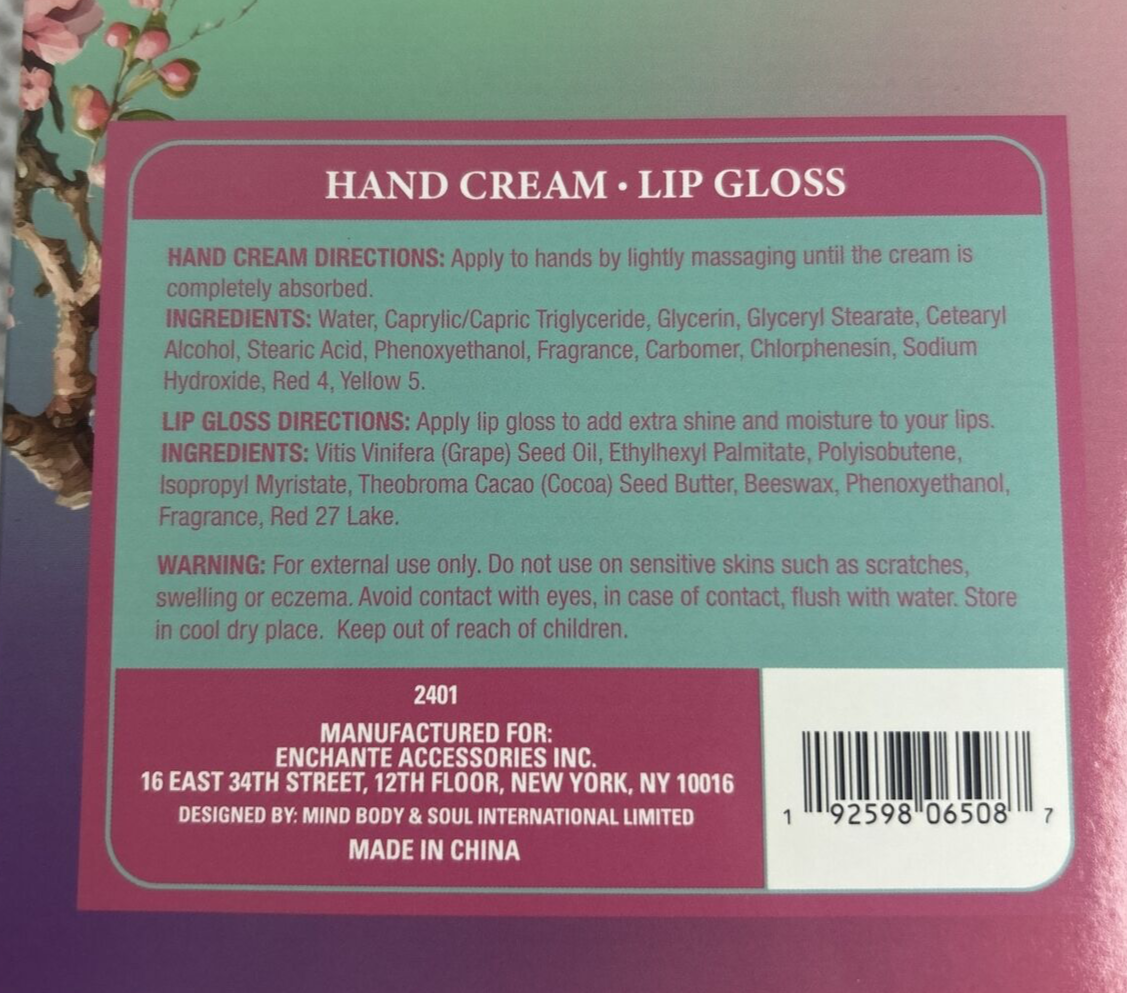 HAND CREAM • LIP GLOSS
HAND CREAM DIRECTIONS: Apply to hands by lightly massaging until the cream is
completely absorbed.
INGREDIENTS: Water, Caprylic/Capric Triglyceride, Glycerin, Glyceryl Stearate, Cetearyl
Alcohol, Stearic Acid, Phenoxyethanol, Fragrance, Carbomer, Chlorphenesin, Sodium
Hydroxide, Red 4, Yellow 5.
LIP GLOSS DIRECTIONS: Apply lip gloss to add extra shine and moisture to your lips.
INGREDIENTS: Vitis Vinifera (Grape) Seed Oil, Ethylhexyl Palmitate, Polyisobutene,
Isopropyl Myristate, Theobroma Cacao (Cocoa) Seed Butter, Beeswax, Phenoxyethanol,
Fragrance, Red 27 Lake.
WARNING: For external use only. Do not use on sensitive skins such as scratches,
swelling or eczema. Avoid contact with eyes, in case of contact, flush with water. Store
in cool dry place. Keep out of reach of children.
2401
MANUFACTURED FOR:
ENCHANTE ACCESSORIES INC.
16 EAST 34TH STREET, 12TH FLOOR, NEW YORK, NY 10016
DESIGNED BY: MIND BODY & SOUL INTERNATIONAL LIMITED
MADE IN CHINA
1 92598 06508 7